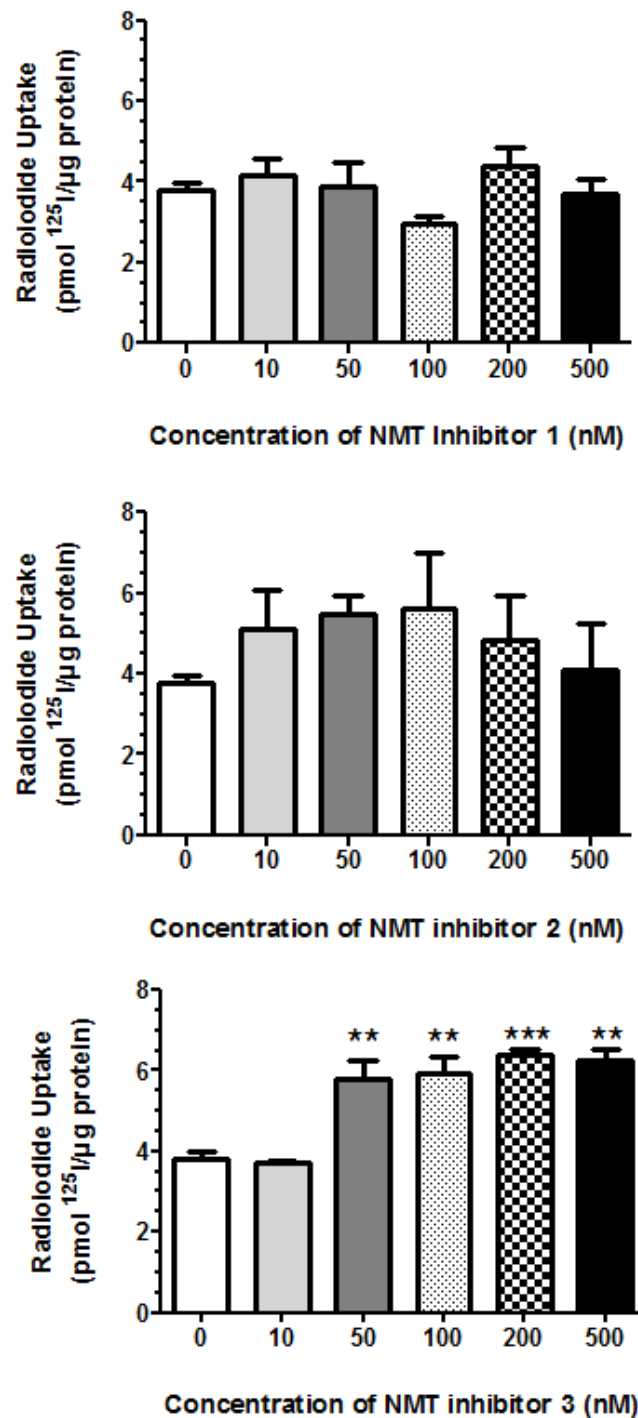 8
6
4
2
0
Radioiodide Uptake
(pmol ¹²⁵I/µg protein)
0 10 50 100 200 500
Concentration of NMT Inhibitor 1 (nM)
8
6
4
2
0
Radioiodide Uptake
(pmol ¹²⁵I/µg protein)
0 10 50 100 200 500
Concentration of NMT inhibitor 2 (nM)
8
6
4
2
0
Radioiodide Uptake
(pmol ¹²⁵I/µg protein)
** ** *** **
0 10 50 100 200 500
Concentration of NMT inhibitor 3 (nM)